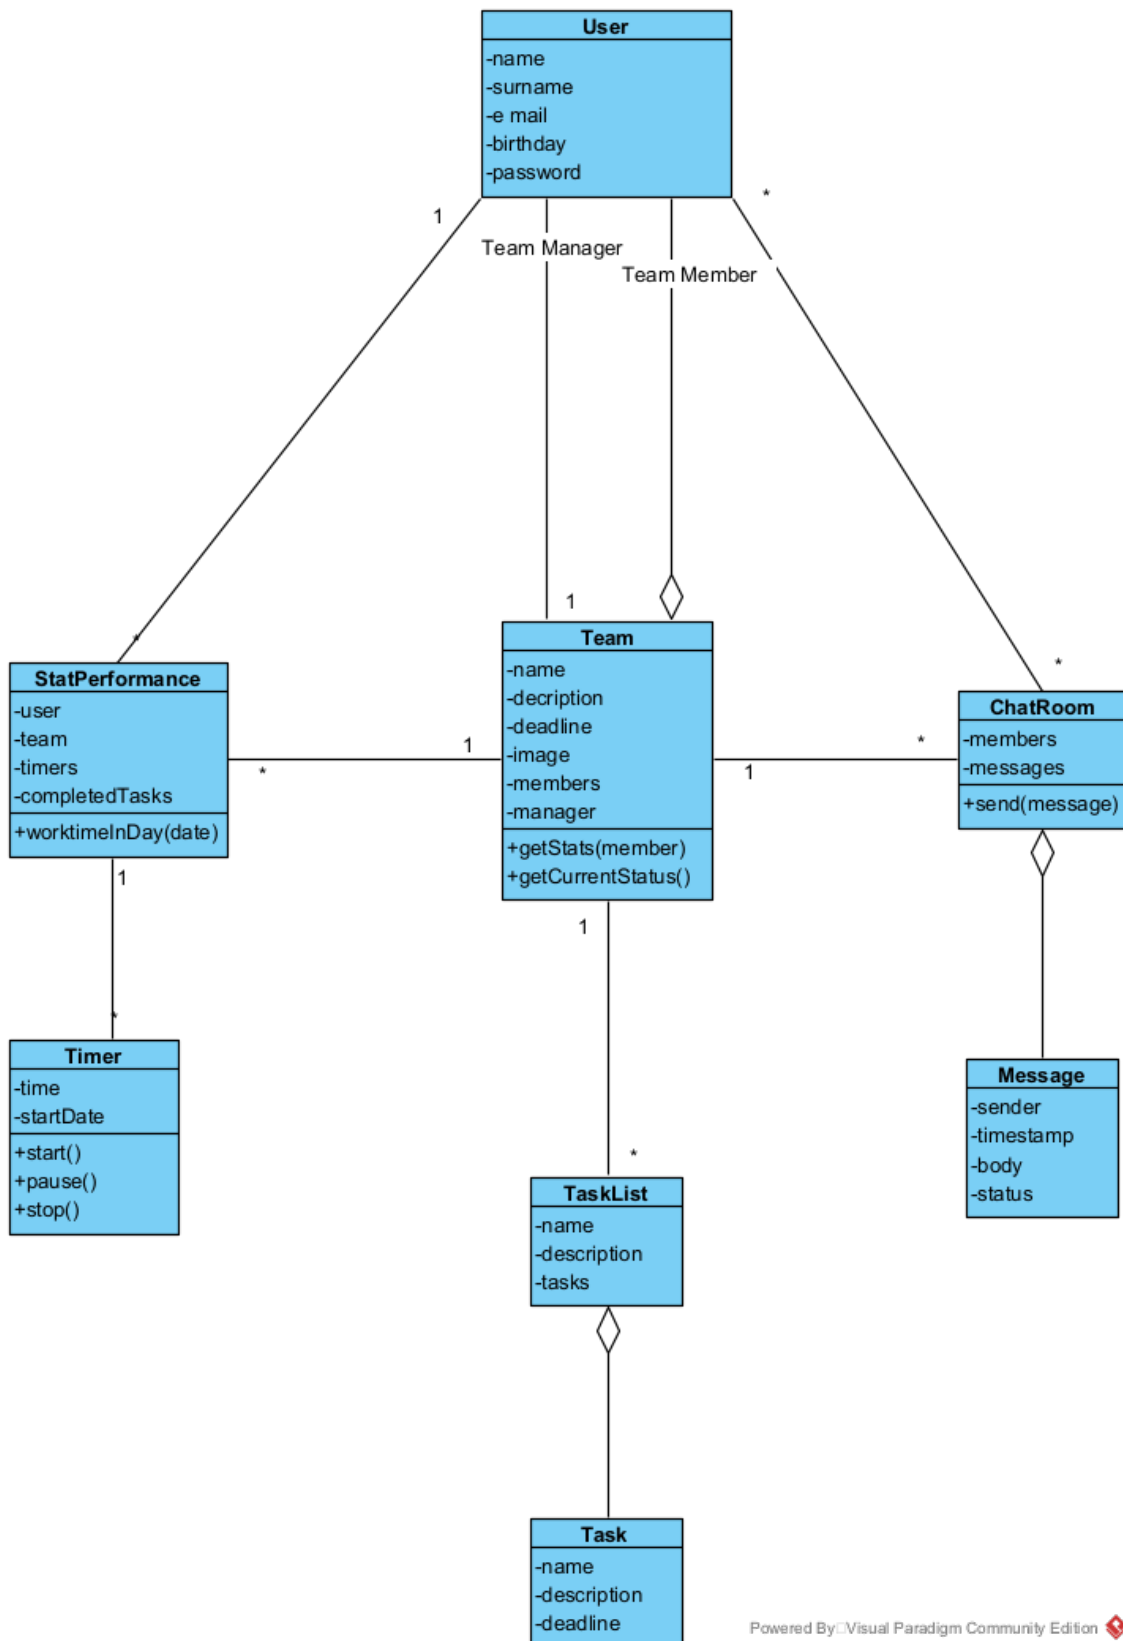 User
-name
-surname
-e mail
-birthday
-password
1
*
Team Manager
Team Member
1
*
*
Team
-name
-decription
-deadline
-image
-members
-manager
+getStats(member)
+getCurrentStatus()
StatPerformance
-user
-team
-timers
-completedTasks
+worktimeInDay(date)
ChatRoom
-members
-messages
+send(message)
1
*
*
1
1
*
1
*
Timer
-time
-startDate
+start()
+pause()
+stop()
Message
-sender
-timestamp
-body
-status
TaskList
-name
-description
-tasks
Task
-name
-description
-deadline
Powered By Visual Paradigm Community Edition